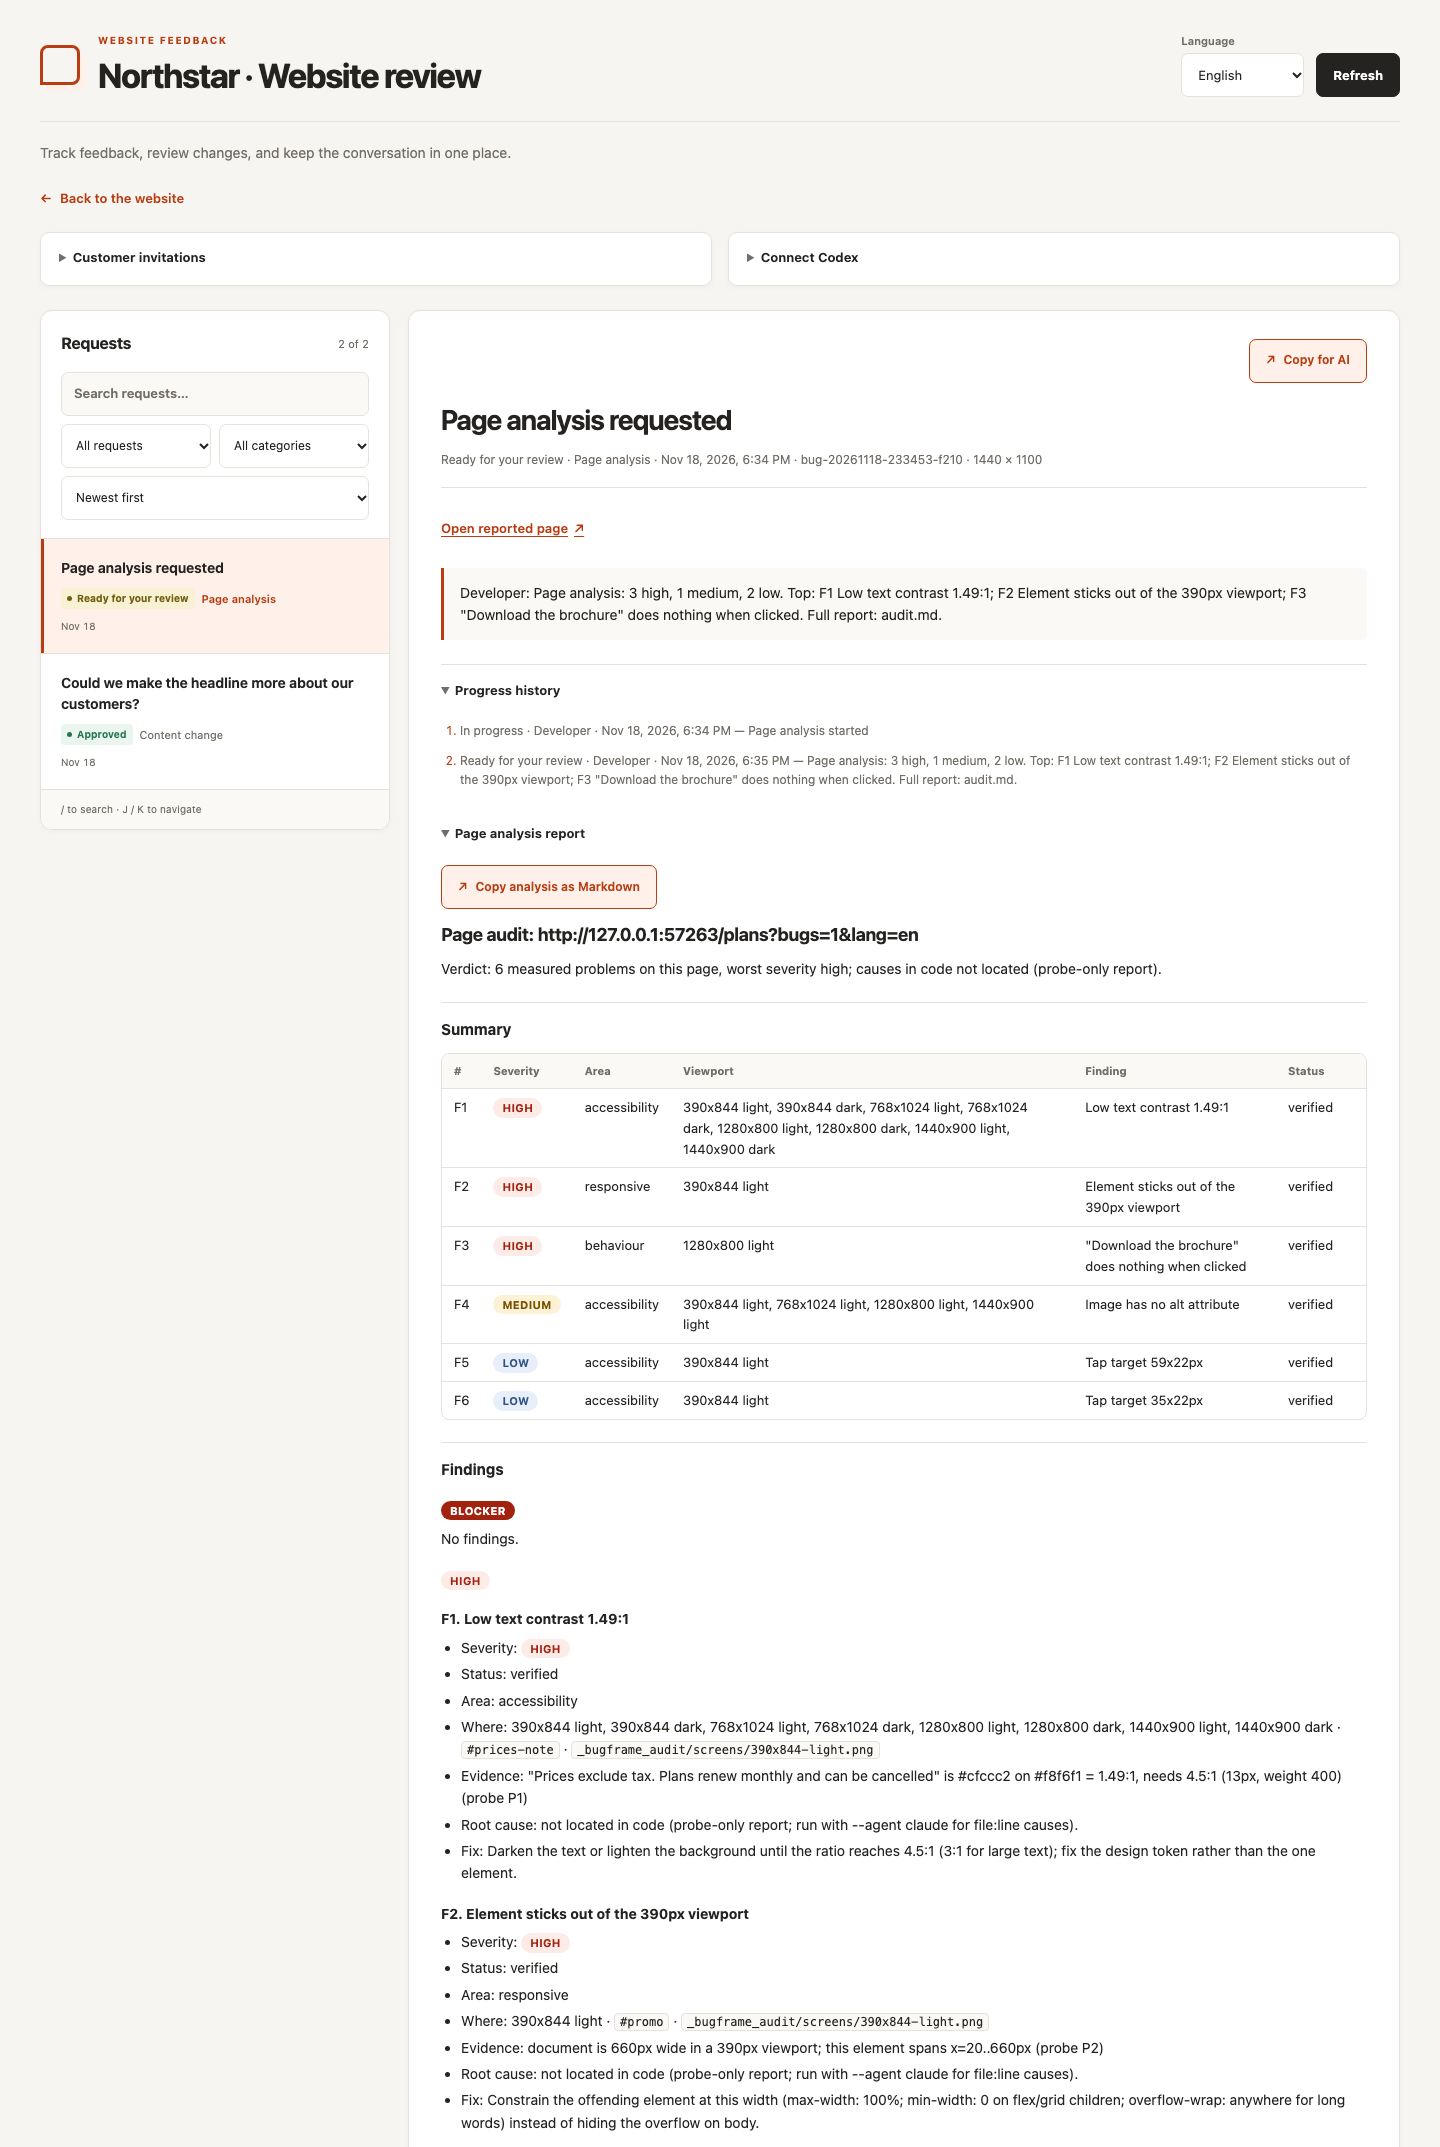 WEBSITE FEEDBACK
Northstar · Website review
Language
English
Refresh
Track feedback, review changes, and keep the conversation in one place.
← Back to the website
▶ Customer invitations
▶ Connect Codex
Requests
2 of 2
Search requests...
All requests
All categories
Newest first
Page analysis requested
Ready for your review Page analysis
Nov 18
Could we make the headline more about our
customers?
Approved Content change
Nov 18
/ to search · J / K to navigate
↗ Copy for AI
Page analysis requested
Ready for your review · Page analysis · Nov 18, 2026, 6:34 PM · bug-20261118-233453-f210 · 1440 × 1100
Open reported page ↗
Developer: Page analysis: 3 high, 1 medium, 2 low. Top: F1 Low text contrast 1.49:1; F2 Element sticks out of the 390px viewport; F3
"Download the brochure" does nothing when clicked. Full report: audit.md.
▼ Progress history
1. In progress · Developer · Nov 18, 2026, 6:34 PM — Page analysis started
2. Ready for your review · Developer · Nov 18, 2026, 6:35 PM — Page analysis: 3 high, 1 medium, 2 low. Top: F1 Low text contrast 1.49:1; F2 Element sticks out of
the 390px viewport; F3 "Download the brochure" does nothing when clicked. Full report: audit.md.
▼ Page analysis report
↗ Copy analysis as Markdown
Page audit: http://127.0.0.1:57263/plans?bugs=1&lang=en
Verdict: 6 measured problems on this page, worst severity high; causes in code not located (probe-only report).
Summary
# Severity Area Viewport Finding Status
F1 HIGH accessibility 390x844 light, 390x844 dark, 768x1024 light, 768x1024 Low text contrast 1.49:1 verified
dark, 1280x800 light, 1280x800 dark, 1440x900 light,
1440x900 dark
F2 HIGH responsive 390x844 light Element sticks out of the verified
390px viewport
F3 HIGH behaviour 1280x800 light "Download the brochure" verified
does nothing when clicked
F4 MEDIUM accessibility 390x844 light, 768x1024 light, 1280x800 light, 1440x900 Image has no alt attribute verified
light
F5 LOW accessibility 390x844 light Tap target 59x22px verified
F6 LOW accessibility 390x844 light Tap target 35x22px verified
Findings
BLOCKER
No findings.
HIGH
F1. Low text contrast 1.49:1
• Severity: HIGH
• Status: verified
• Area: accessibility
• Where: 390x844 light, 390x844 dark, 768x1024 light, 768x1024 dark, 1280x800 light, 1280x800 dark, 1440x900 light, 1440x900 dark ·
#prices-note · _bugframe_audit/screens/390x844-light.png
• Evidence: "Prices exclude tax. Plans renew monthly and can be cancelled" is #cfccc2 on #f8f6f1 = 1.49:1, needs 4.5:1 (13px, weight 400)
(probe P1)
• Root cause: not located in code (probe-only report; run with --agent claude for file:line causes).
• Fix: Darken the text or lighten the background until the ratio reaches 4.5:1 (3:1 for large text); fix the design token rather than the one
element.
F2. Element sticks out of the 390px viewport
• Severity: HIGH
• Status: verified
• Area: responsive
• Where: 390x844 light · #promo · _bugframe_audit/screens/390x844-light.png
• Evidence: document is 660px wide in a 390px viewport; this element spans x=20..660px (probe P2)
• Root cause: not located in code (probe-only report; run with --agent claude for file:line causes).
• Fix: Constrain the offending element at this width (max-width: 100%; min-width: 0 on flex/grid children; overflow-wrap: anywhere for long
words) instead of hiding the overflow on body.